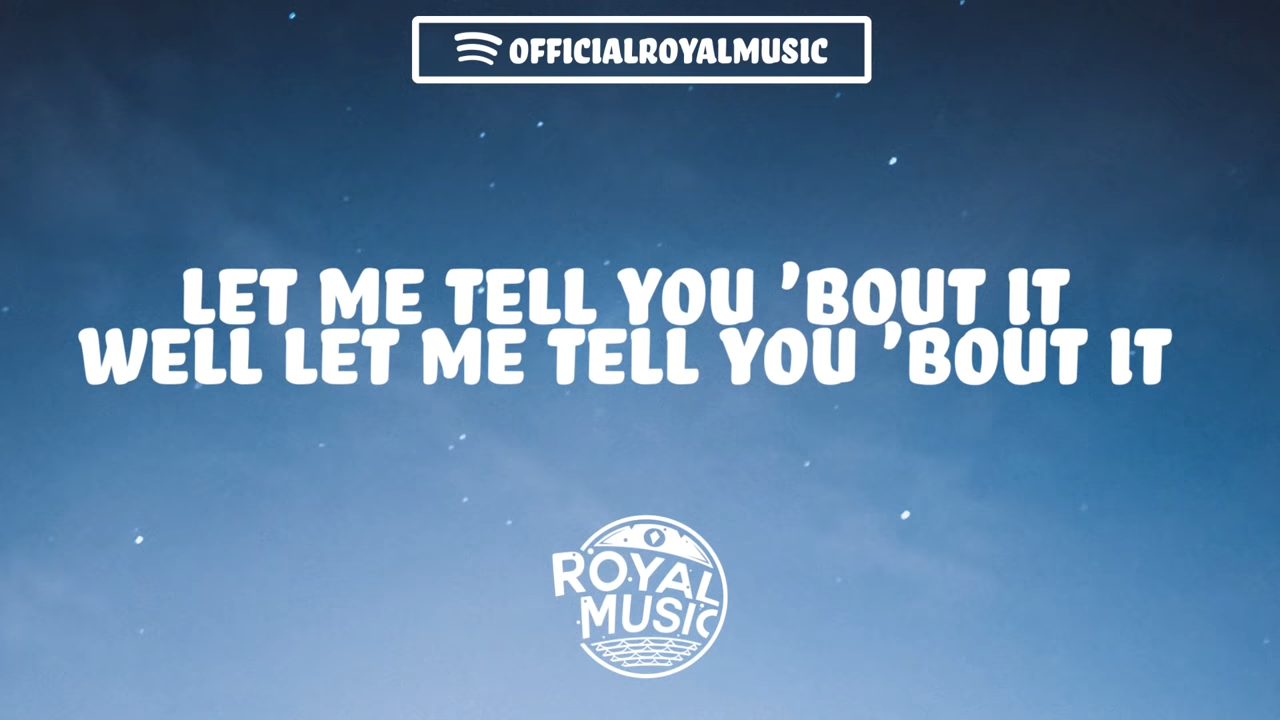 OFFICIALROYALMUSIC
LET ME TELL YOU ’BOUT IT
WELL LET ME TELL YOU ’BOUT IT
ROYAL
MUSIC